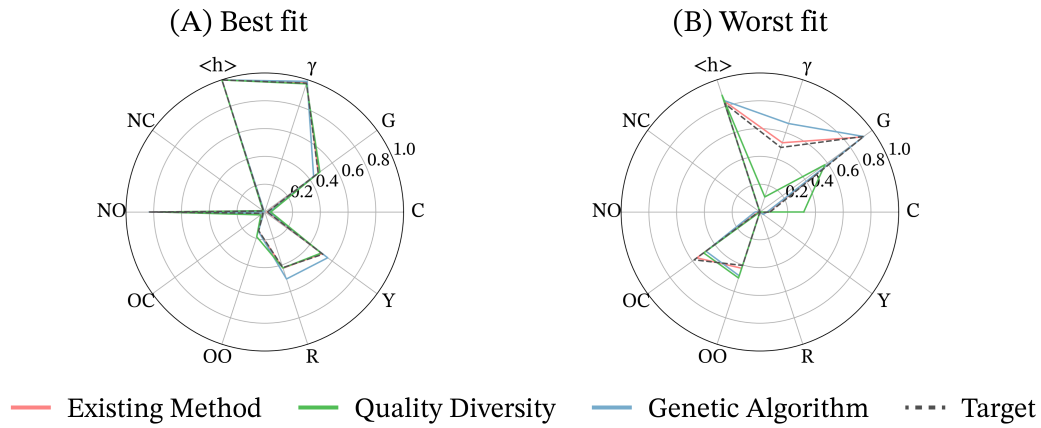 (A) Best fit
(B) Worst fit
<h>
γ
NC
G
1.0
0.8
0.6
0.4
0.2
NO
C
OC
Y
OO
R
<h>
γ
NC
G
1.0
0.8
0.6
0.4
0.2
NO
C
OC
Y
OO
R
Existing Method
Quality Diversity
Genetic Algorithm
Target